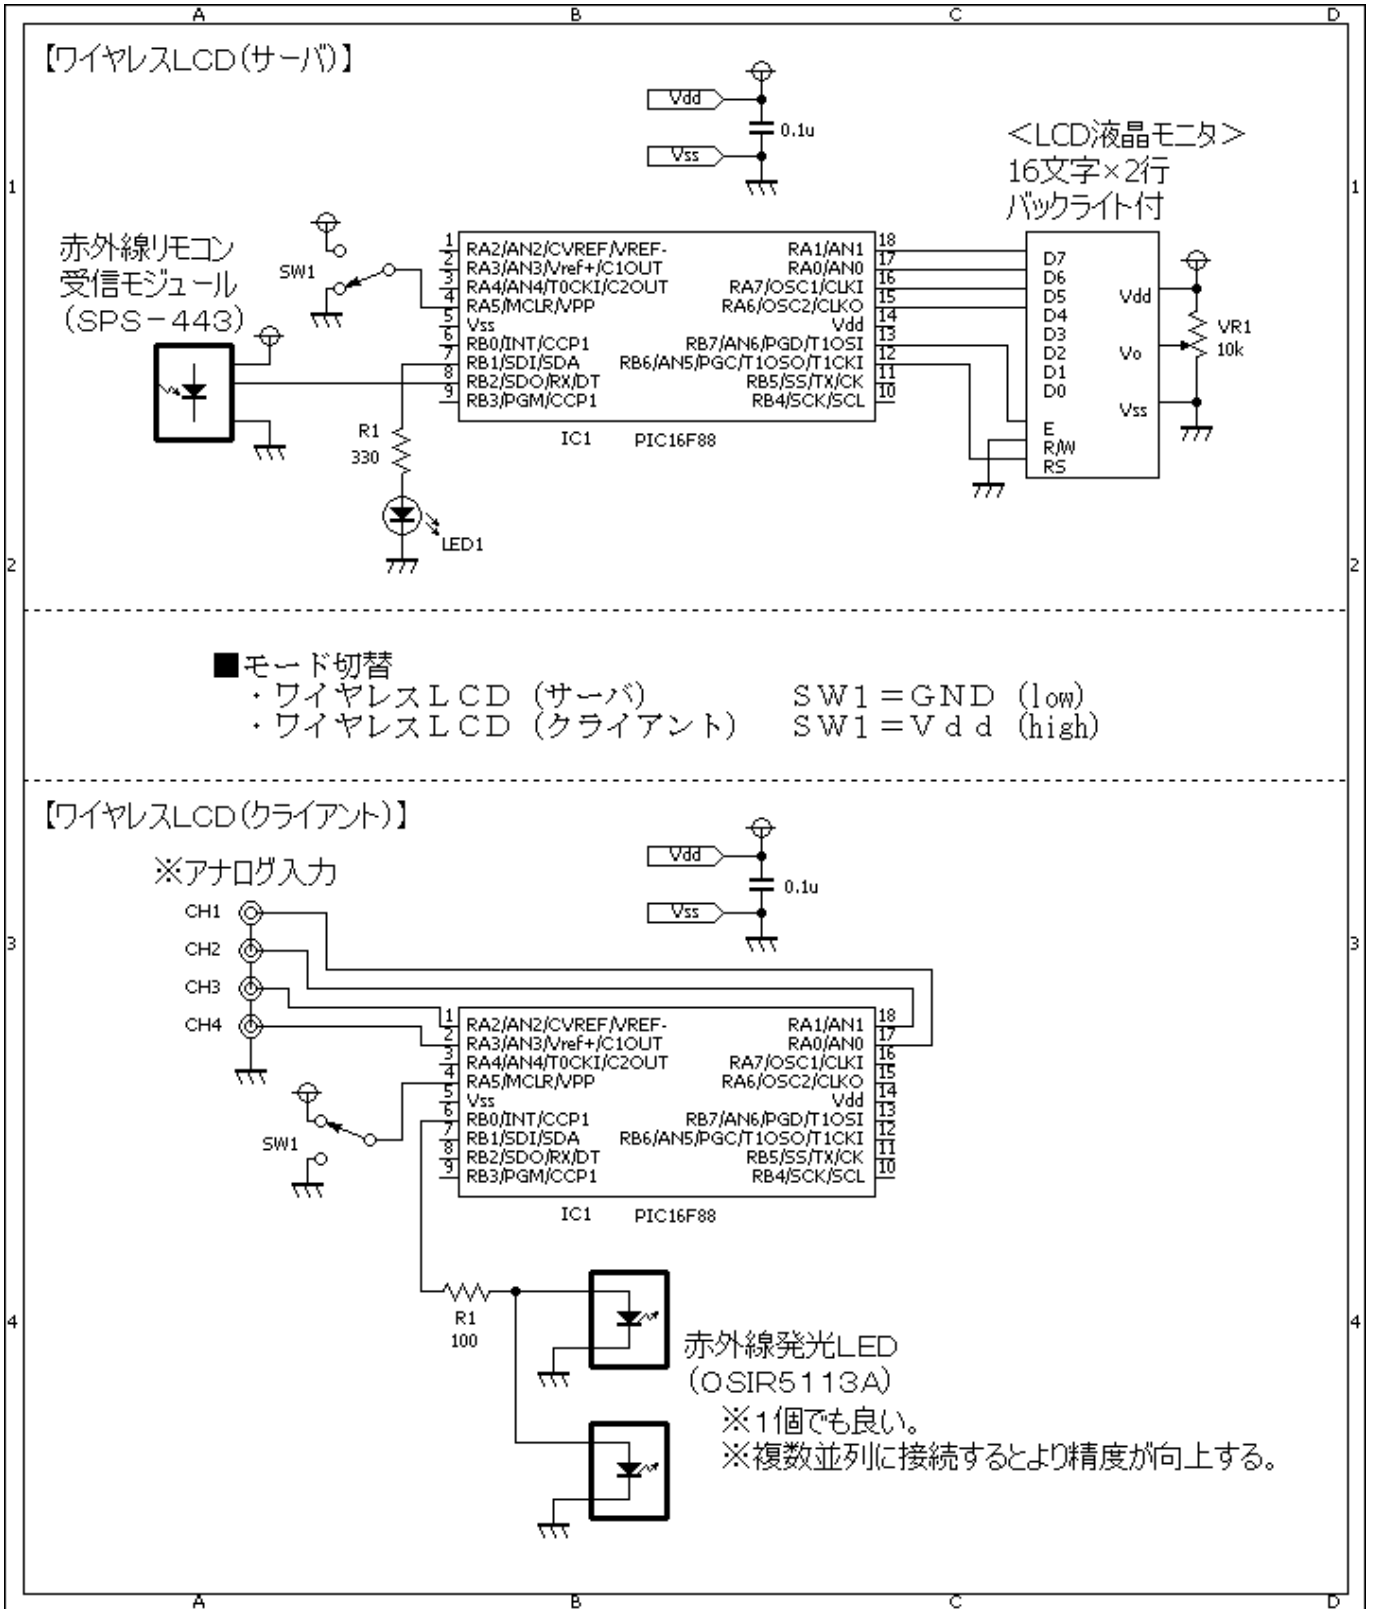 A B C D
【ワイヤレスLCD(サーバ)】
Vdd
0.1u
Vss
<LCD液晶モニタ>
16文字×2行
バックライト付
1 1
赤外線リモコン
受信モジュール
(SPS-443)
SW1
1 RA2/AN2/CVREF/VREF- RA1/AN1 18
2 RA3/AN3/Vref+/C1OUT RA0/AN0 17
3 RA4/AN4/T0CKI/C2OUT RA7/OSC1/CLKI 16
4 RA5/MCLR/VPP RA6/OSC2/CLKO 15
5 Vss Vdd 14
6 RB0/INT/CCP1 RB7/AN6/PGD/T1OSI 13
7 RB1/SDI/SDA RB6/AN5/PGC/T1OSO/T1CKI 12
8 RB2/SDO/RX/DT RB5/SS/TX/CK 11
9 RB3/PGM/CCP1 RB4/SCK/SCL 10
IC1 PIC16F88
D7
D6
D5
D4
D3
D2
D1
D0
E
R/W
RS
Vdd
Vo
Vss
VR1
10k
R1
330
LED1
2 2
■モード切替
・ワイヤレスLCD (サーバ) SW1=GND (low)
・ワイヤレスLCD (クライアント) SW1=Vdd (high)
【ワイヤレスLCD(クライアント)】
※アナログ入力
Vdd
0.1u
Vss
CH1
CH2
CH3
CH4
3 3
1 RA2/AN2/CVREF/VREF- RA1/AN1 18
2 RA3/AN3/Vref+/C1OUT RA0/AN0 17
3 RA4/AN4/T0CKI/C2OUT RA7/OSC1/CLKI 16
4 RA5/MCLR/VPP RA6/OSC2/CLKO 15
5 Vss Vdd 14
6 RB0/INT/CCP1 RB7/AN6/PGD/T1OSI 13
7 RB1/SDI/SDA RB6/AN5/PGC/T1OSO/T1CKI 12
8 RB2/SDO/RX/DT RB5/SS/TX/CK 11
9 RB3/PGM/CCP1 RB4/SCK/SCL 10
SW1
IC1 PIC16F88
R1
100
4 4
赤外線発光LED
(OSIR5113A)
※1個でも良い。
※複数並列に接続するとより精度が向上する。
A B C D